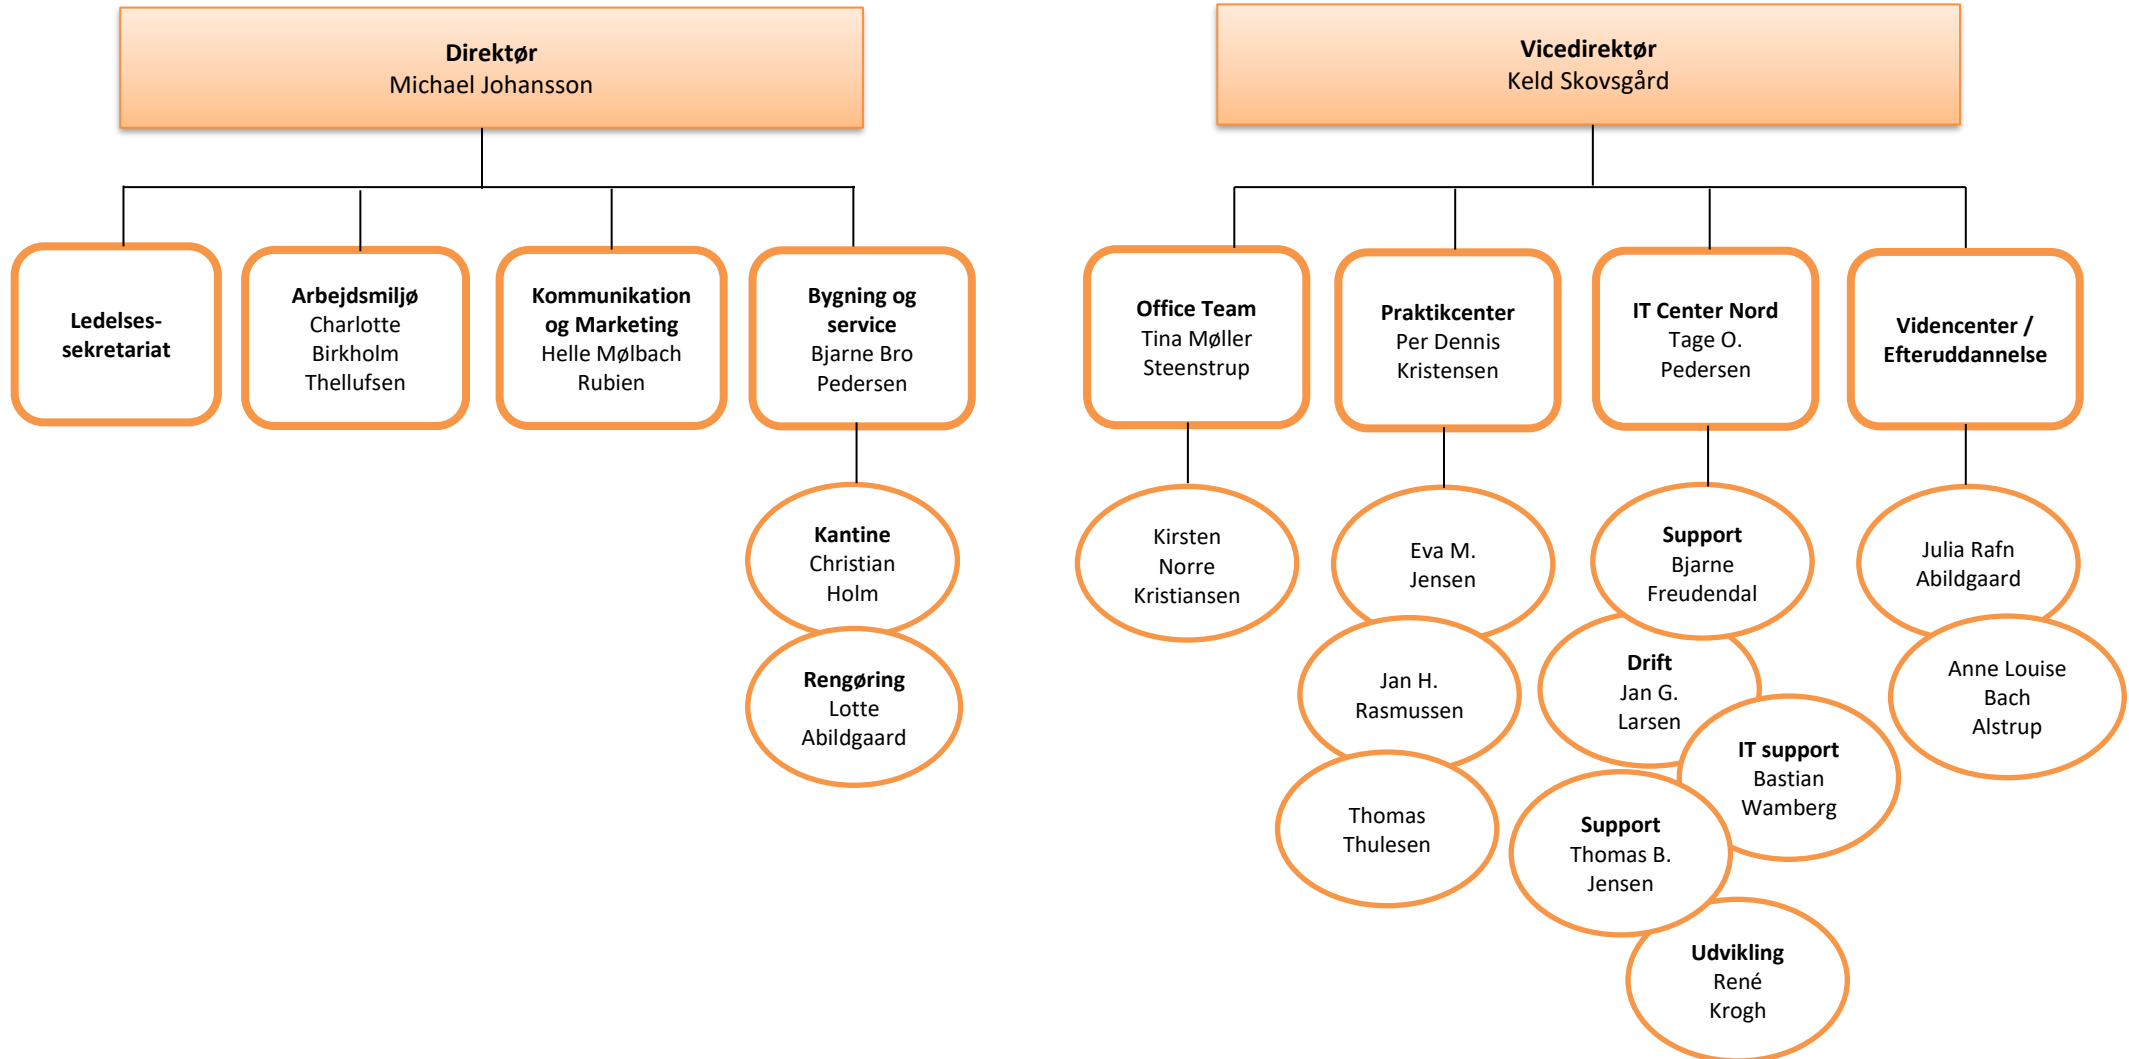 Direktør
Michael Johansson
Vicedirektør
Keld Skovsgård
Ledelses-
sekretariat
Arbejdsmiljø
Charlotte
Birkholm
Thellufsen
Kommunikation
og Marketing
Helle Mølbach
Rubien
Bygning og
service
Bjarne Bro
Pedersen
Office Team
Tina Møller
Steenstrup
Praktikcenter
Per Dennis
Kristensen
IT Center Nord
Tage O.
Pedersen
Videncenter /
Efteruddannelse
Kantine
Christian
Holm
Rengøring
Lotte
Abildgaard
Kirsten
Norre
Kristiansen
Eva M.
Jensen
Jan H.
Rasmussen
Thomas
Thulesen
Support
Bjarne
Freudendal
Drift
Jan G.
Larsen
IT support
Bastian
Wamberg
Support
Thomas B.
Jensen
Udvikling
René
Krogh
Julia Rafn
Abildgaard
Anne Louise
Bach
Alstrup